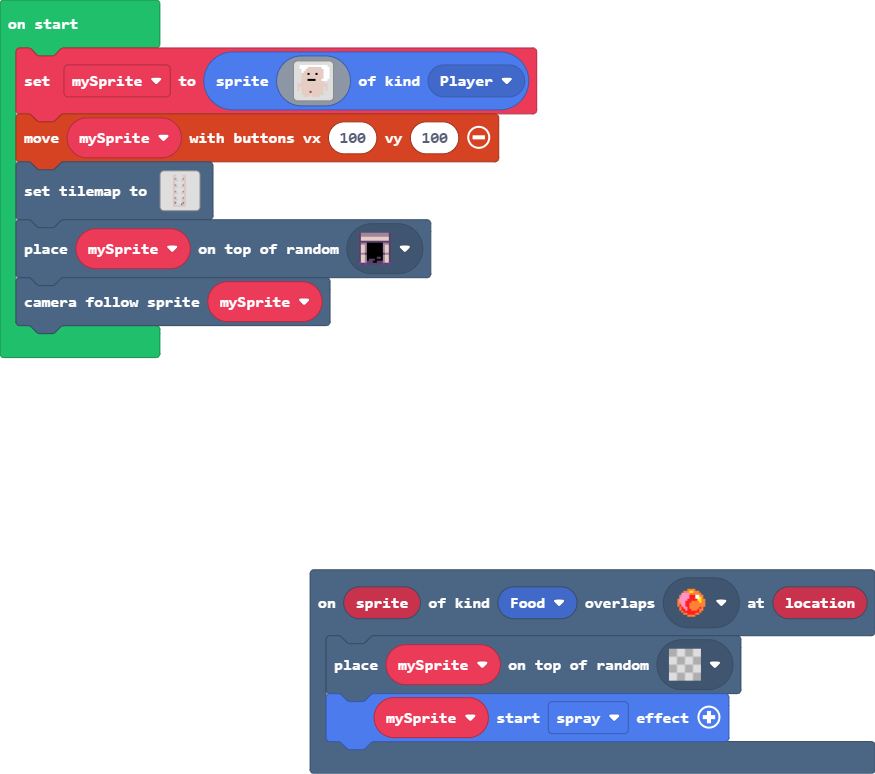 on start
set mySprite to sprite of kind Player
move mySprite with buttons vx 100 vy 100
set tilemap to
place mySprite on top of random
camera follow sprite mySprite
on sprite of kind Food overlaps at location
place mySprite on top of random
mySprite start spray effect